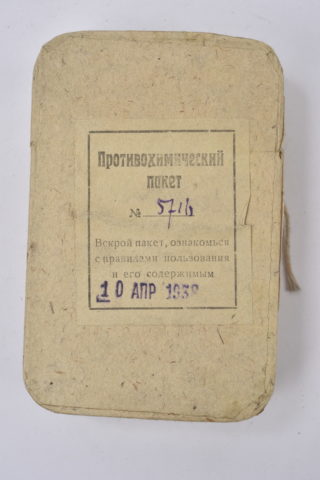 Противохимический
пакет
№ 5716
Вскрой пакет, ознакомься
с правилами пользования
и его содержимым
10 АПР 1938